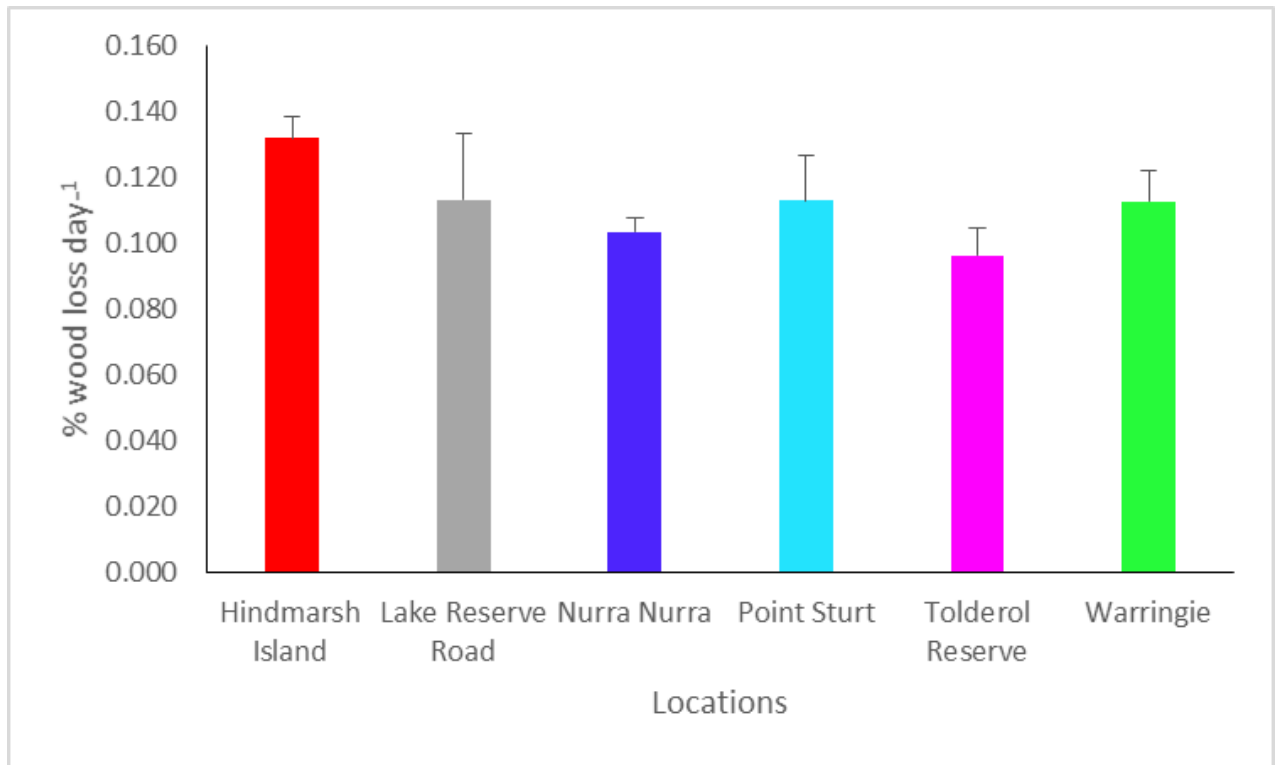 0.160
0.140
0.120
0.100
0.080
0.060
0.040
0.020
0.000
% wood loss day-¹
Hindmarsh Island
Lake Reserve Road
Nurra Nurra
Point Sturt
Tolderol Reserve
Warringie
Locations